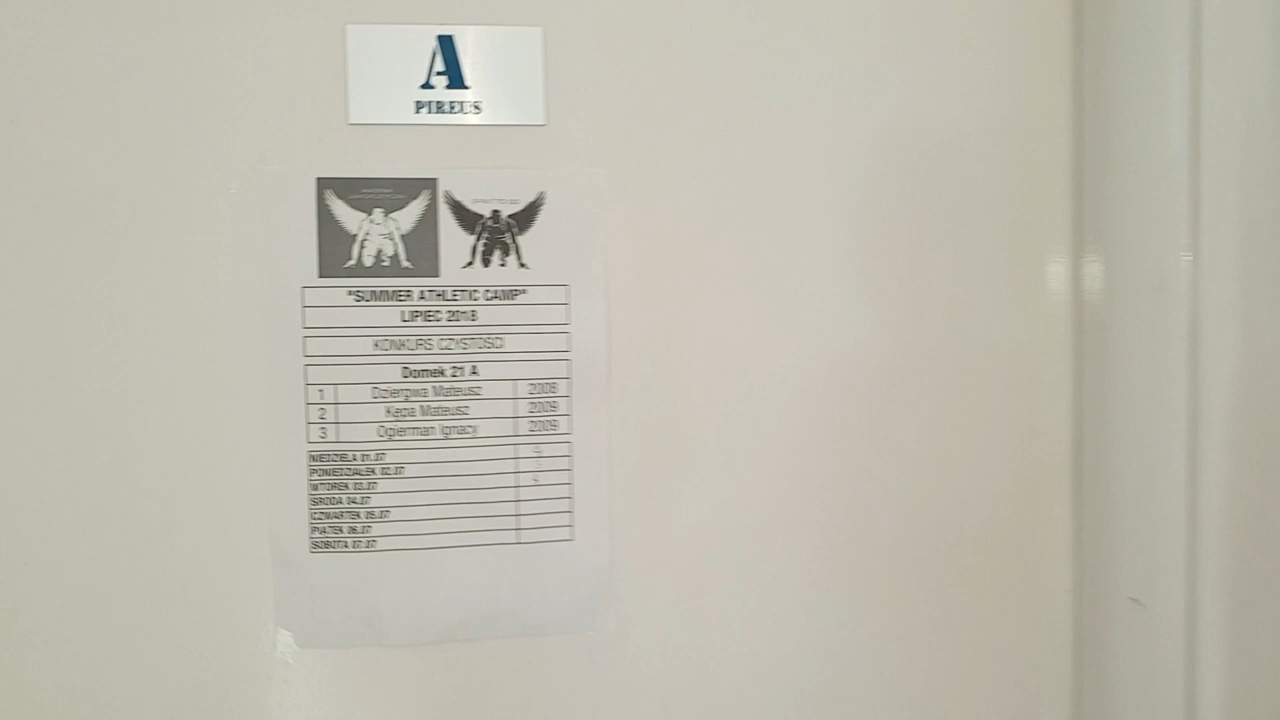 A
PIREUS
"SUMMER ATHLETIC CAMP"
LIPIEC 2018
KONKURS CZYSTOŚCI
Domek 21 A
1 Dziergwa Mateusz 2008
2 Kępa Mateusz 2009
3 Ogierman Ignacy 2009
NIEDZIELA 01.07
PONIEDZIAŁEK 02.07
WTOREK 03.07
ŚRODA 04.07
CZWARTEK 05.07
PIĄTEK 06.07
SOBOTA 07.07